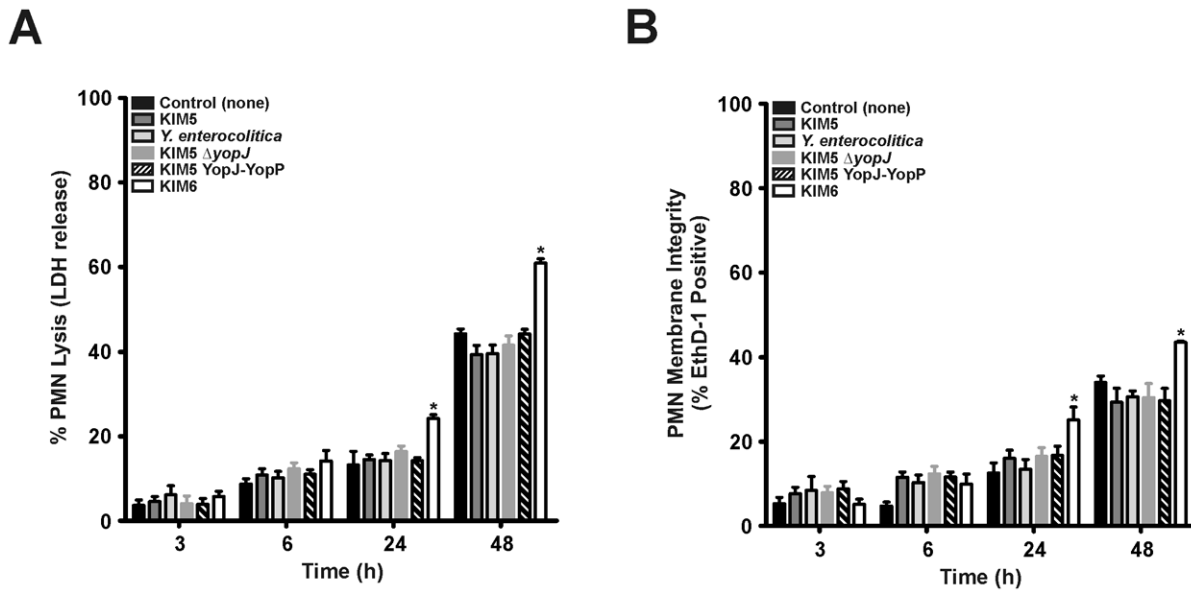 A
100
80
60
40
20
0
% PMN Lysis (LDH release)
Control (none)
KIM5
Y. enterocolitica
KIM5 ΔyopJ
KIM5 YopJ-YopP
KIM6
*
*
3 6 24 48
Time (h)
B
100
80
60
40
20
0
PMN Membrane Integrity
(% EthD-1 Positive)
Control (none)
KIM5
Y. enterocolitica
KIM5 ΔyopJ
KIM5 YopJ-YopP
KIM6
*
*
3 6 24 48
Time (h)